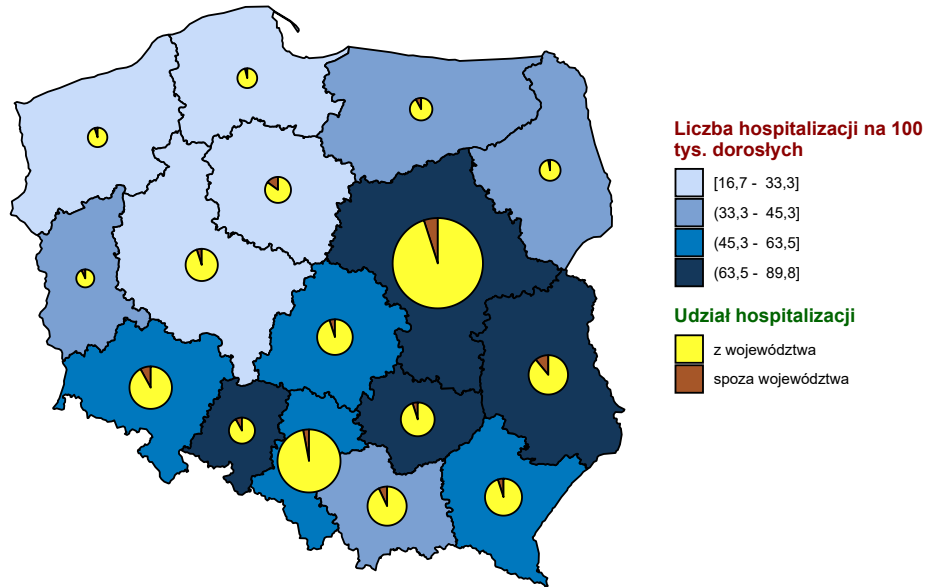 Liczba hospitalizacji na 100
tys. dorosłych
[16,7 - 33,3]
(33,3 - 45,3]
(45,3 - 63,5]
(63,5 - 89,8]
Udział hospitalizacji
z województwa
spoza województwa